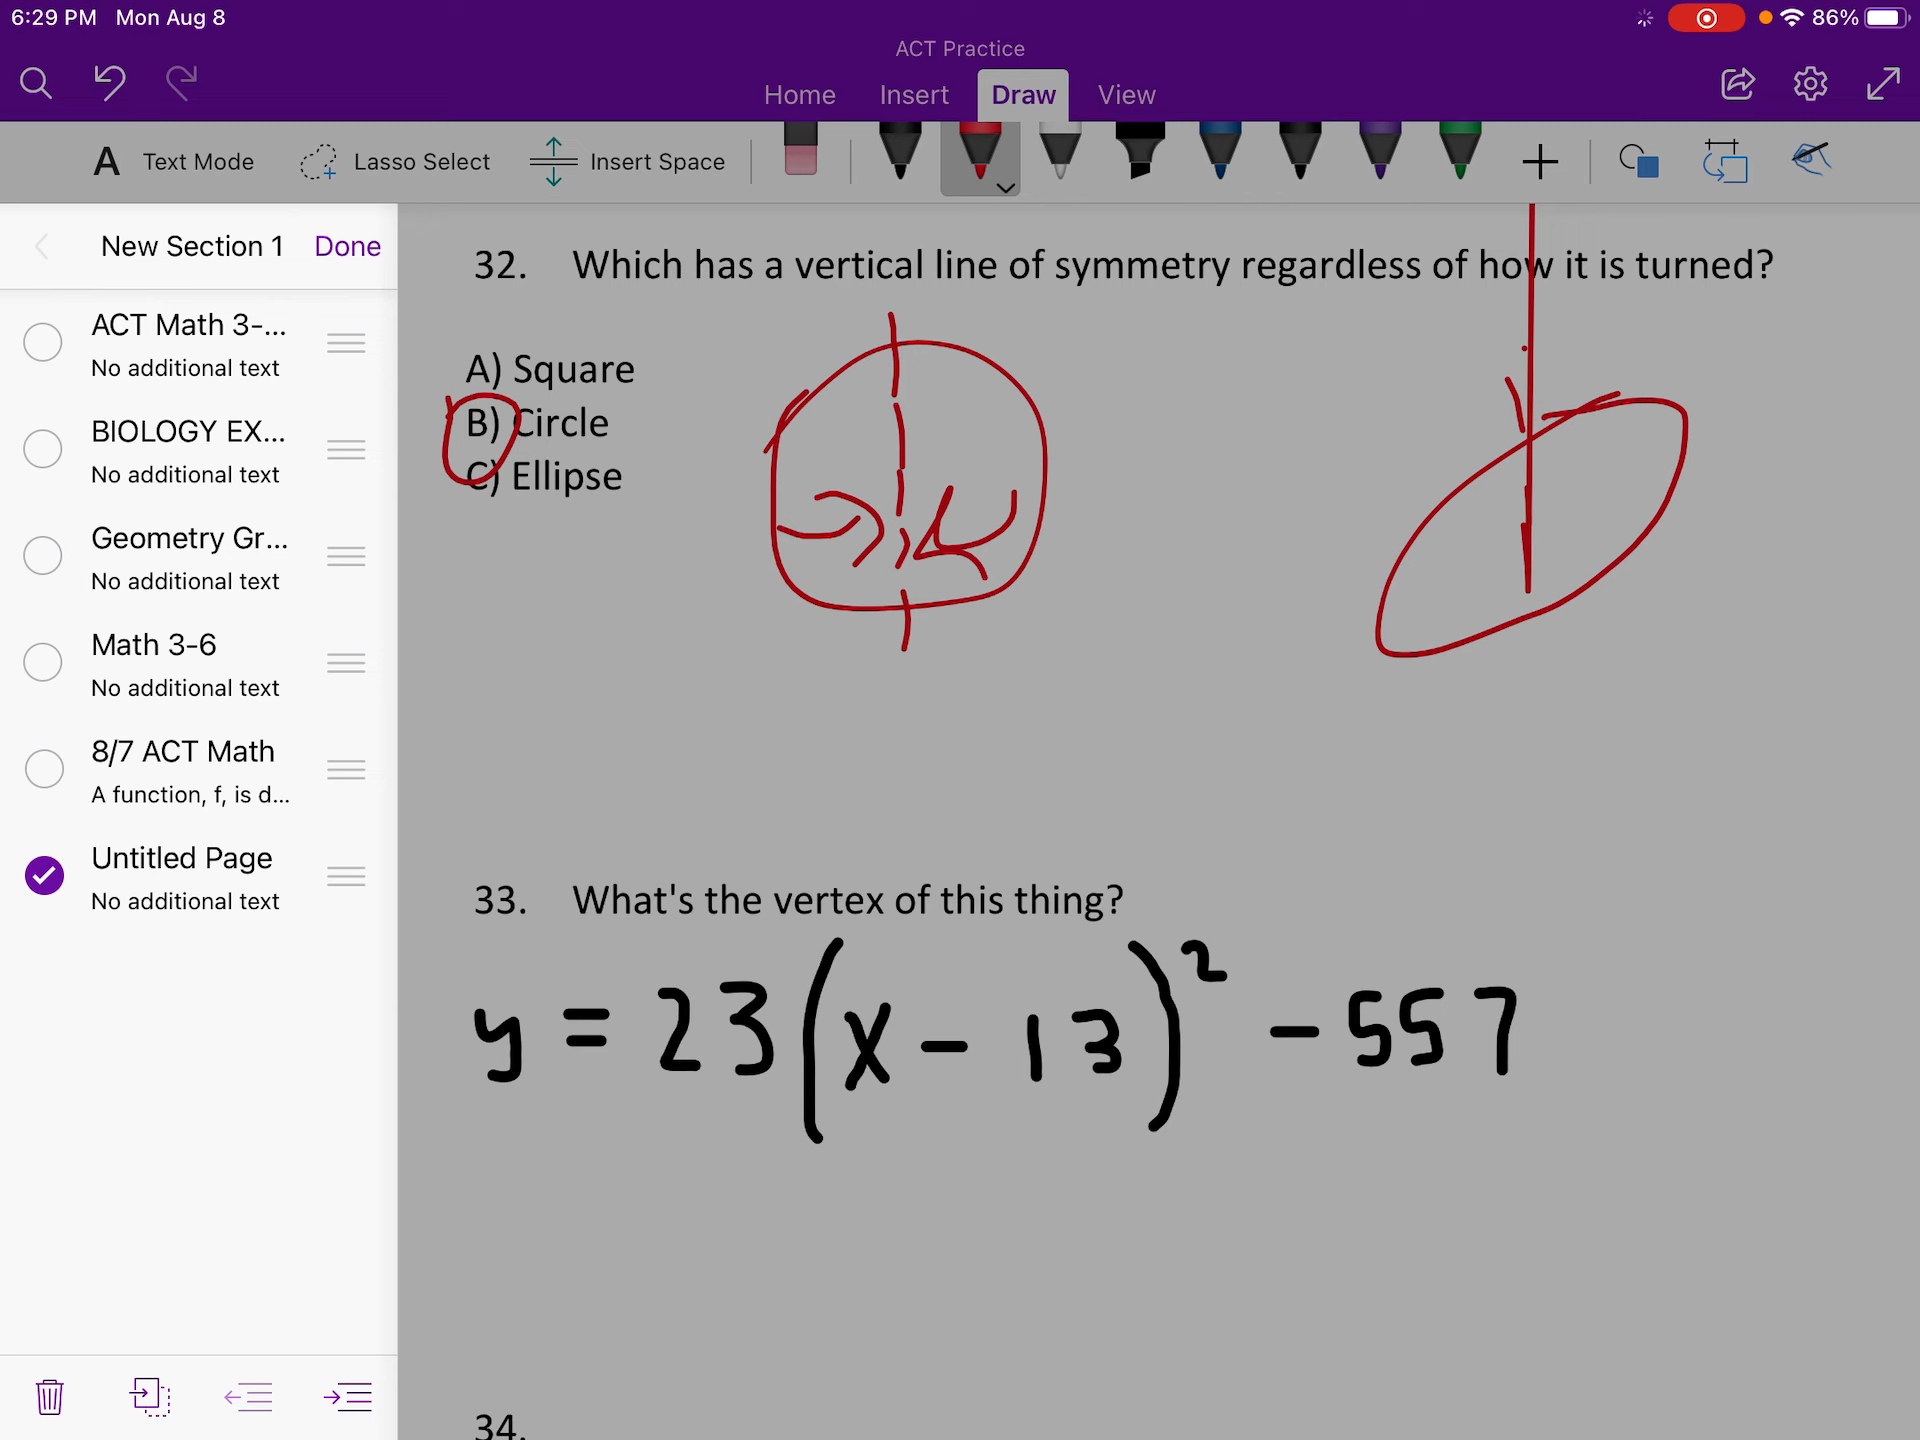 6:29 PM Mon Aug 8
86%
ACT Practice
Home Insert Draw View
A Text Mode Lasso Select Insert Space
New Section 1 Done
ACT Math 3-...
No additional text
BIOLOGY EX...
No additional text
Geometry Gr...
No additional text
Math 3-6
No additional text
8/7 ACT Math
A function, f, is d...
Untitled Page
No additional text
32. Which has a vertical line of symmetry regardless of how it is turned?
A) Square
B) Circle
C) Ellipse
33. What's the vertex of this thing?
y = 23(x - 13)² - 557
34.